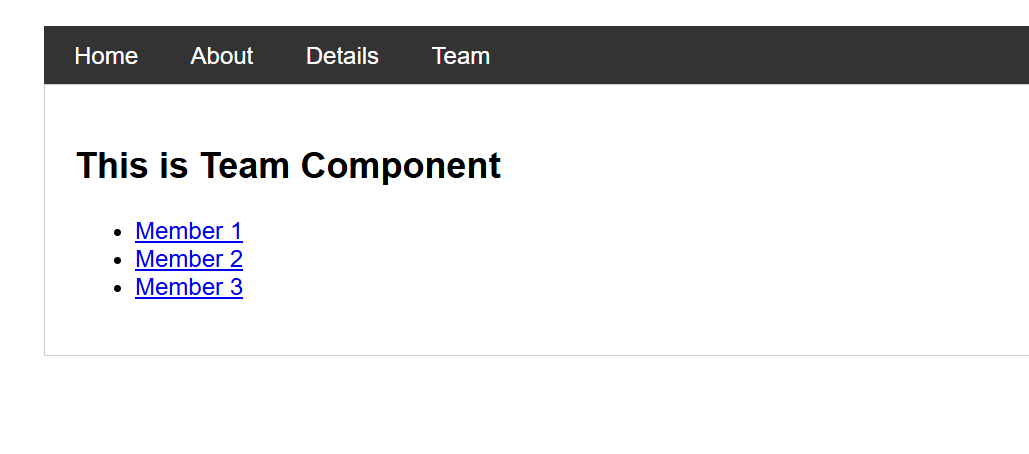 Home About Details Team
This is Team Component
Member 1
Member 2
Member 3